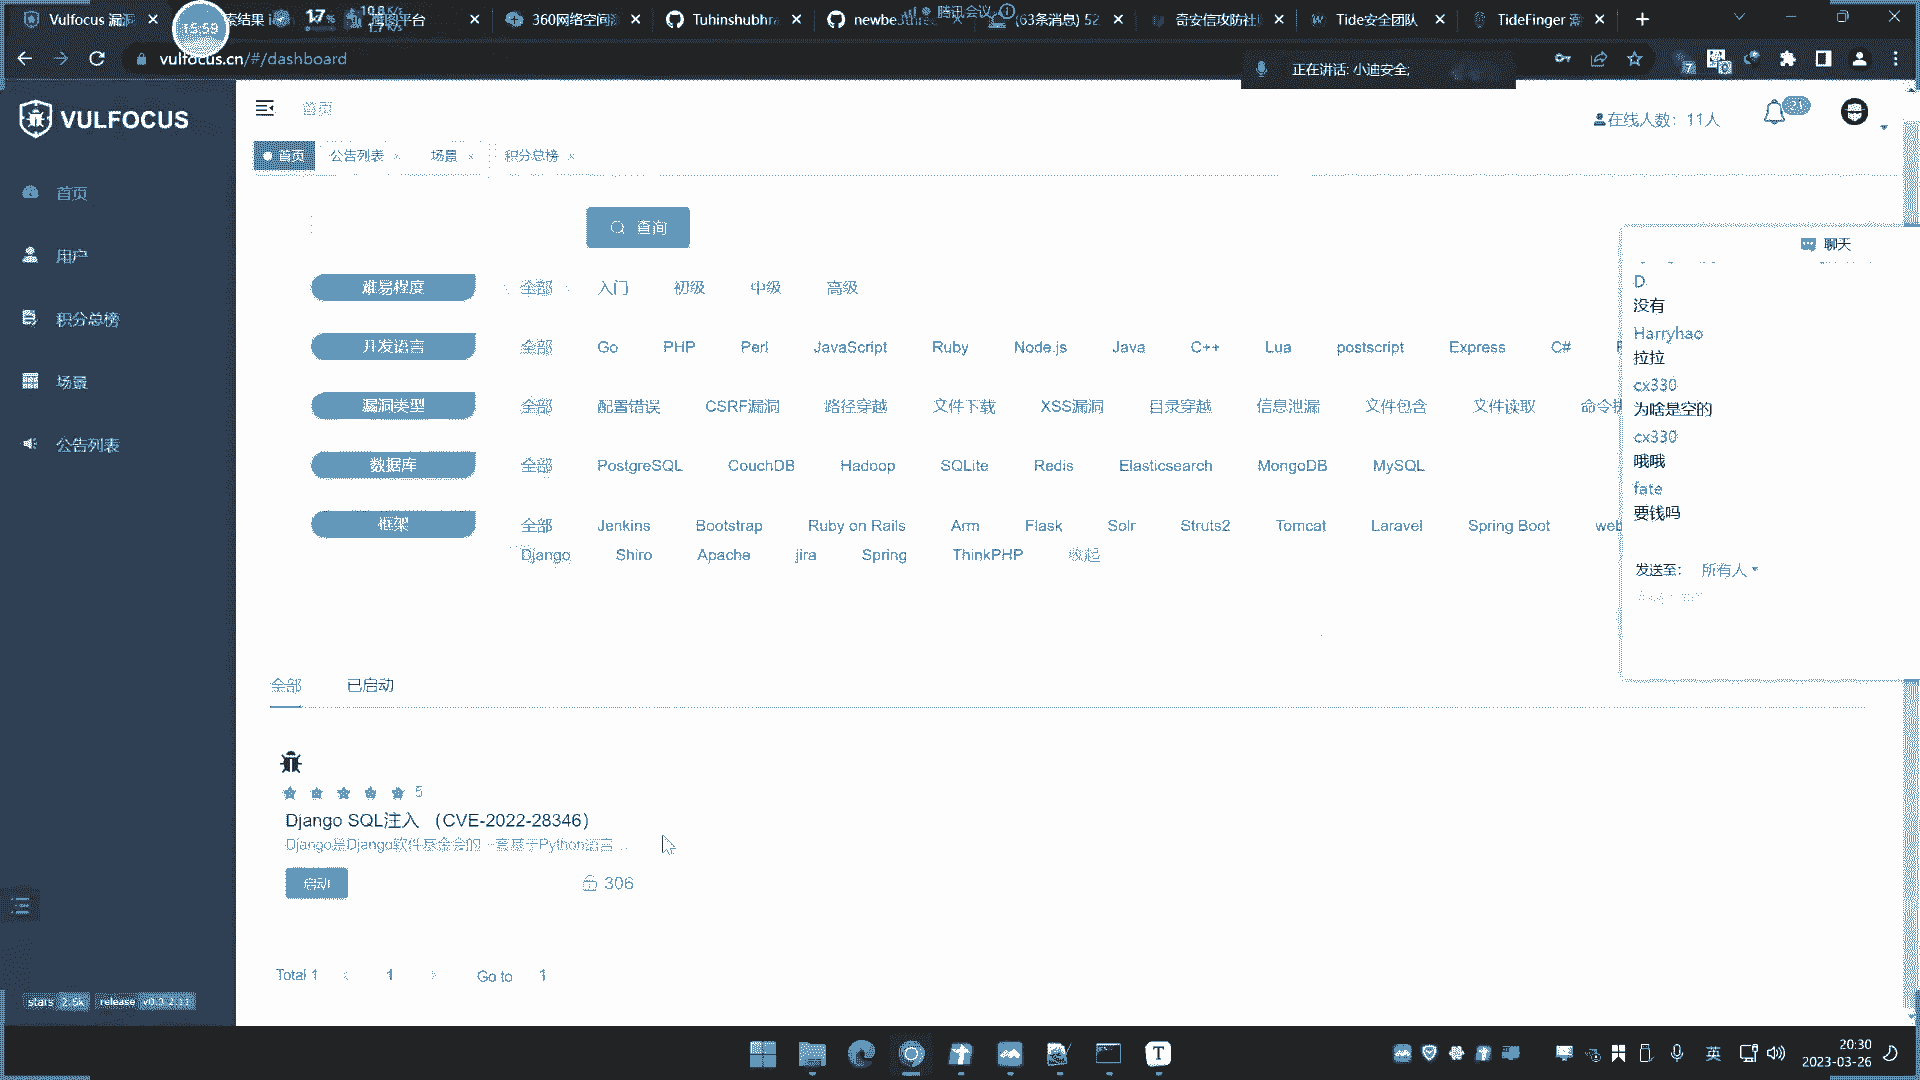 Vulfocus 漏洞
索结果
17%
10.8 K/s
1.7 K/s
鹰图平台
360网络空间
Tuhinshubhra
newbe3three
腾讯会议
(63条消息) 52
奇安信攻防社
Tide安全团队
TideFinger 潮
15:59
vulfocus.cn/#/dashboard
正在讲话: 小迪安全;
7
VULFOCUS
首页
在线人数： 11人
21
首页
公告列表 ×
场景 ×
积分总榜 ×
首页
用户
积分总榜
场景
公告列表
查询
难易程度 全部 入门 初级 中级 高级
开发语言 全部 Go PHP Perl JavaScript Ruby Node.js Java C++ Lua postscript Express C#
漏洞类型 全部 配置错误 CSRF漏洞 路径穿越 文件下载 XSS漏洞 目录穿越 信息泄漏 文件包含 文件读取 命令执
数据库 全部 PostgreSQL CouchDB Hadoop SQLite Redis Elasticsearch MongoDB MySQL
框架 全部 Jenkins Bootstrap Ruby on Rails Arm Flask Solr Struts2 Tomcat Laravel Spring Boot web
Django Shiro Apache jira Spring ThinkPHP 收起
聊天
D
没有
Harryhao
拉拉
cx330
为啥是空的
cx330
哦哦
fate
要钱吗
发送至： 所有人
全部 已启动
5
Django SQL注入 （CVE-2022-28346）
Django是Django软件基金会的一套基于Python语言 ...
启动
306
Total 1 < 1 > Go to 1
stars 2.5k release v0.3.2.11
英
20:30
2023-03-26